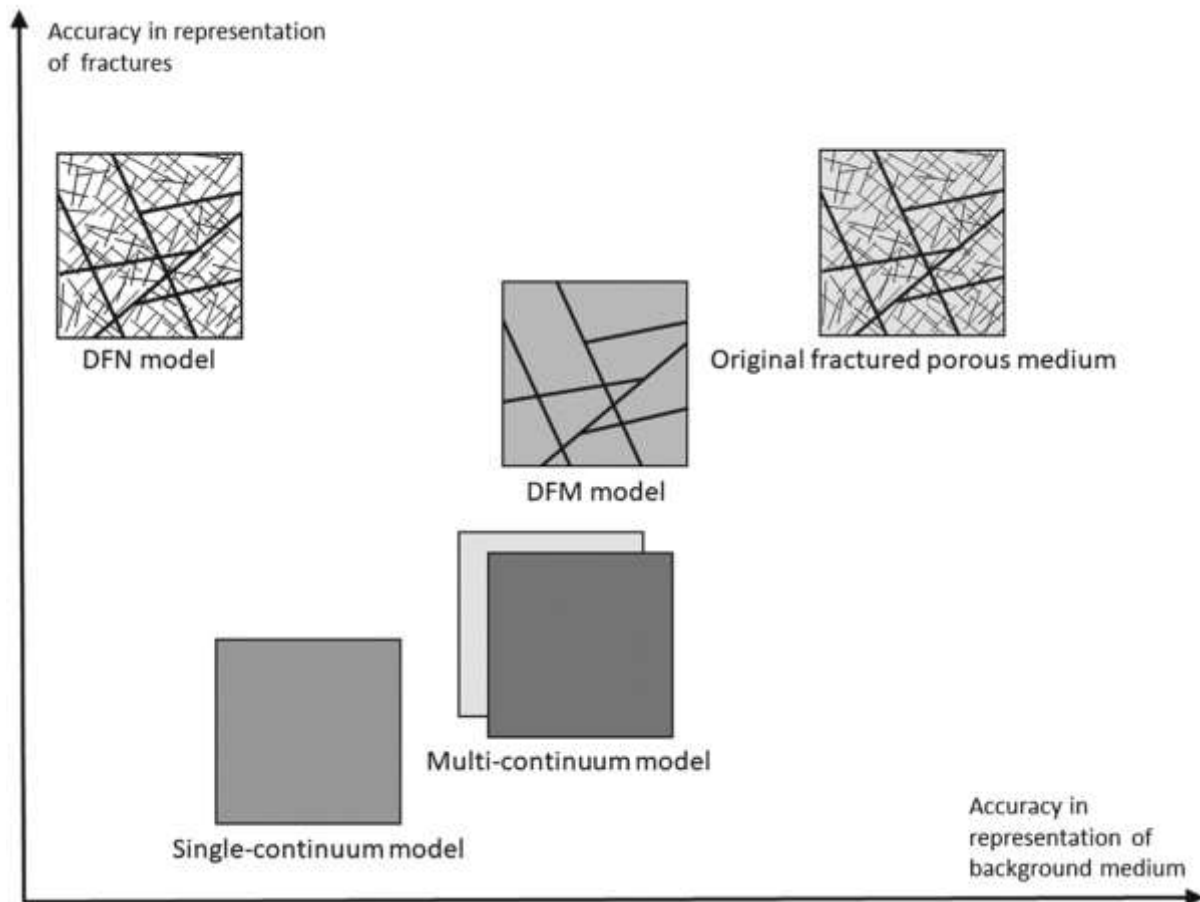 Accuracy in representation
of fractures
DFN model
Original fractured porous medium
DFM model
Multi-continuum model
Single-continuum model
Accuracy in
representation of
background medium